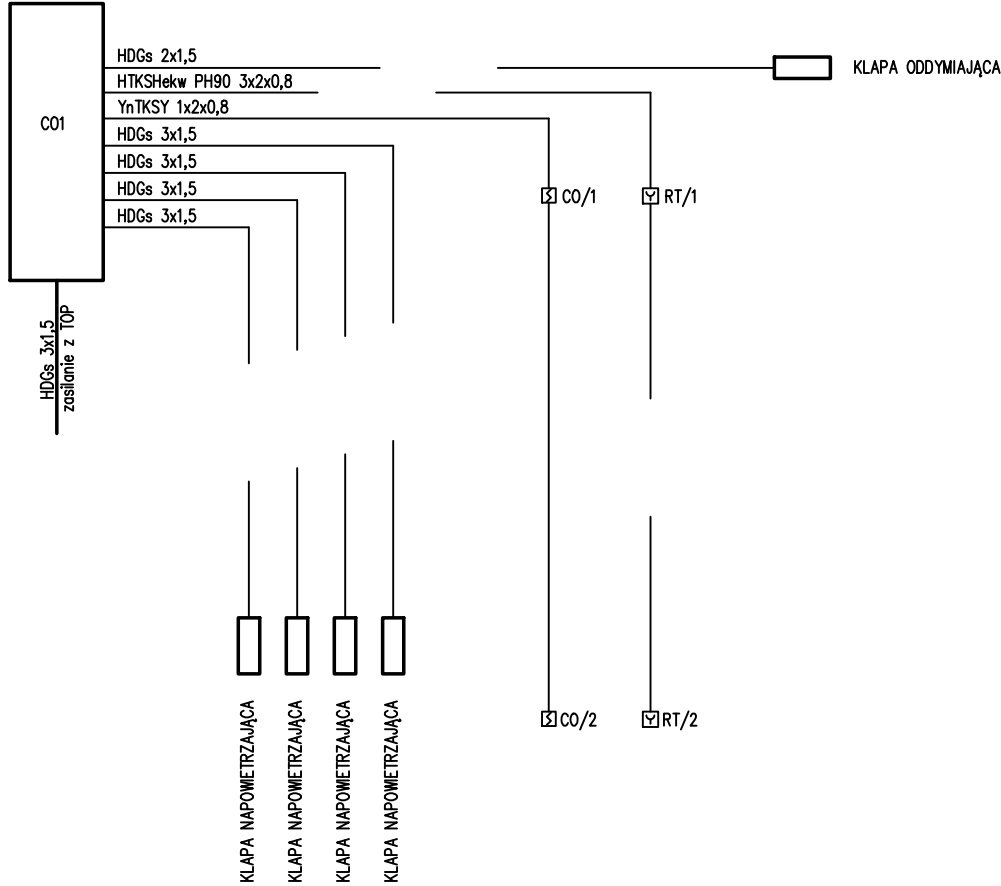 HDGs 2x1,5
KLAPA ODDYMIAJĄCA
HTKSHekw PH90 3x2x0,8
YnTKSY 1x2x0,8
CO1
HDGs 3x1,5
HDGs 3x1,5
HDGs 3x1,5
HDGs 3x1,5
CO/1
RT/1
HDGs 3x1,5
zasilanie z TOP
CO/2
RT/2
KLAPA NAPOWIETRZAJĄCA
KLAPA NAPOWIETRZAJĄCA
KLAPA NAPOWIETRZAJĄCA
KLAPA NAPOWIETRZAJĄCA